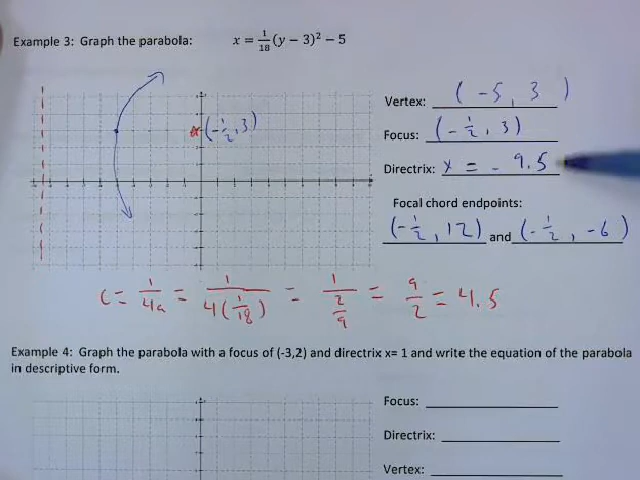 Example 3: Graph the parabola: x = 1/18 (y − 3)² − 5
Vertex: (-5, 3)
(-1/2, 3)
Focus: (-1/2, 3)
Directrix: x = -9.5
Focal chord endpoints:
(-1/2, 12) and (-1/2, -6)
c = 1/4a = 1/4(1/18) = 1/(2/9) = 9/2 = 4.5
Example 4: Graph the parabola with a focus of (-3,2) and directrix x= 1 and write the equation of the parabola
in descriptive form.
Focus:
Directrix:
Vertex: